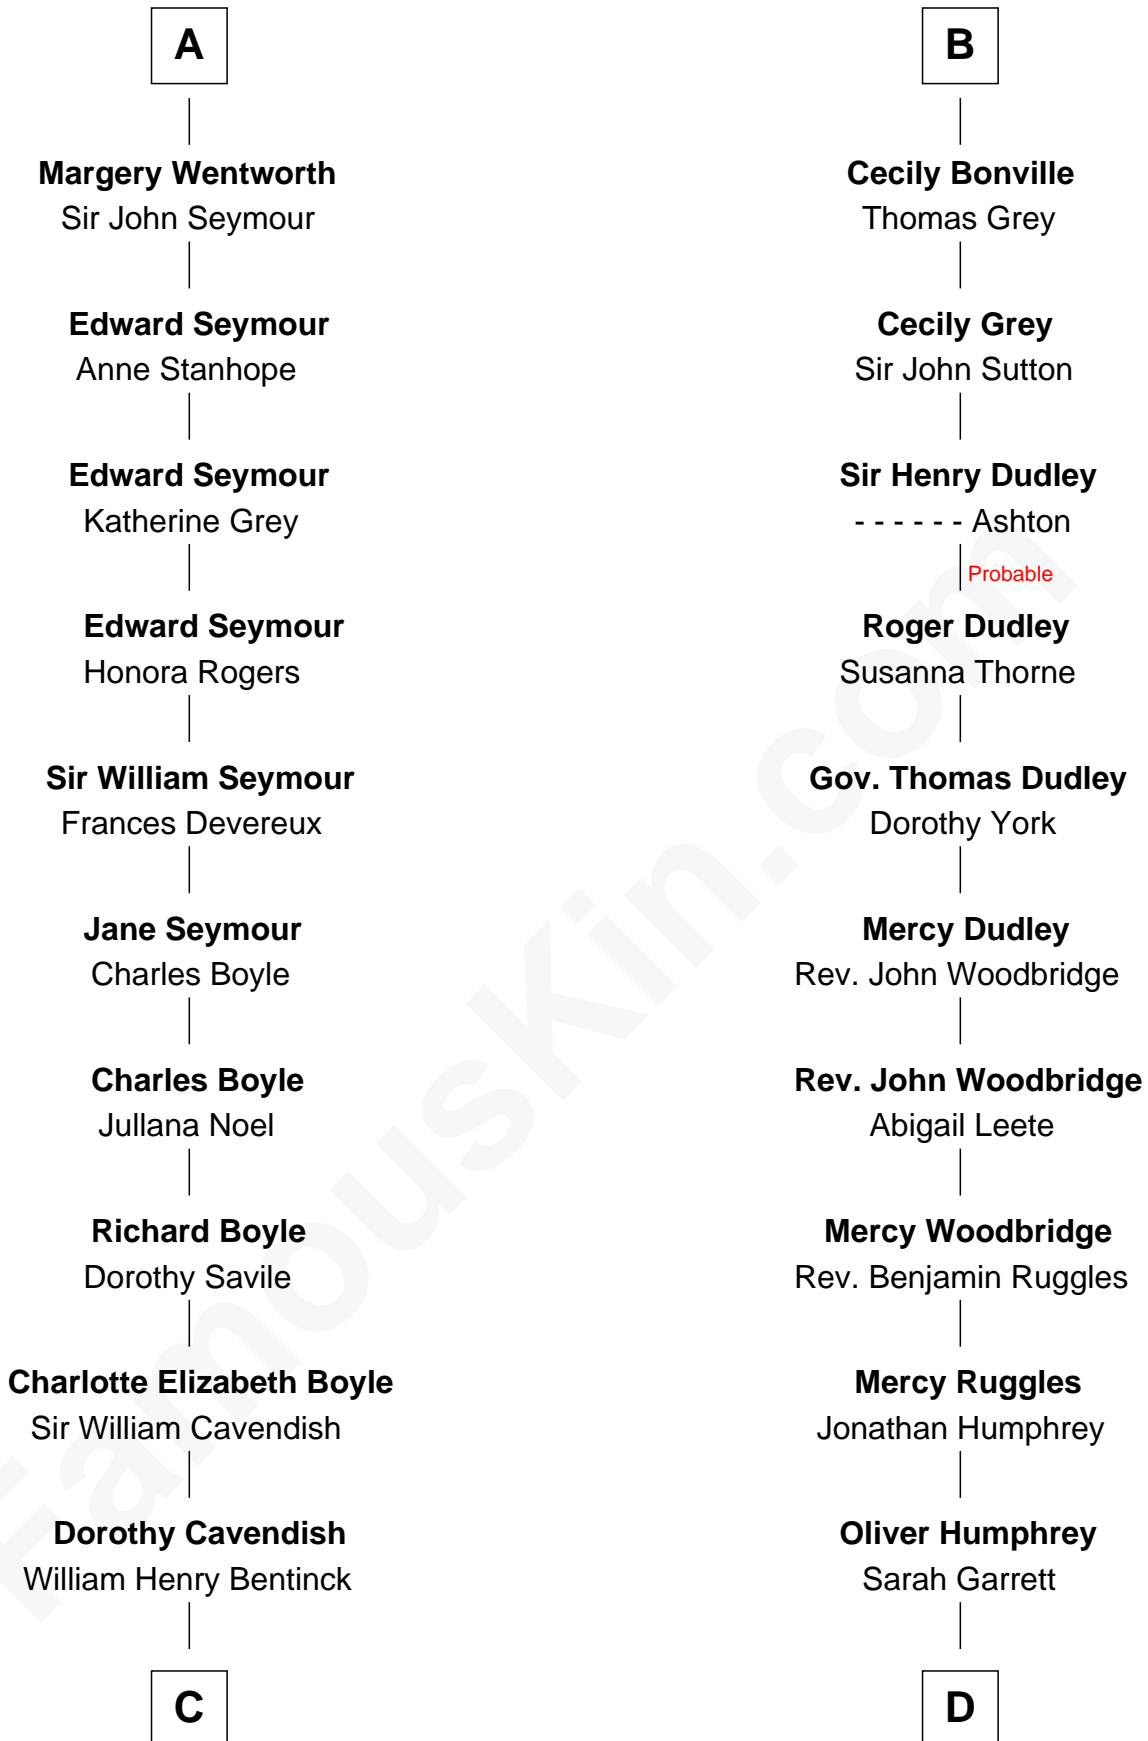 A
Margery Wentworth
Sir John Seymour
Edward Seymour
Anne Stanhope
Edward Seymour
Katherine Grey
Edward Seymour
Honora Rogers
Sir William Seymour
Frances Devereux
Jane Seymour
Charles Boyle
Charles Boyle
Jullana Noel
Richard Boyle
Dorothy Savile
Charlotte Elizabeth Boyle
Sir William Cavendish
Dorothy Cavendish
William Henry Bentinck
C
B
Cecily Bonville
Thomas Grey
Cecily Grey
Sir John Sutton
Sir Henry Dudley
- - - - - - Ashton
Probable
Roger Dudley
Susanna Thorne
Gov. Thomas Dudley
Dorothy York
Mercy Dudley
Rev. John Woodbridge
Rev. John Woodbridge
Abigail Leete
Mercy Woodbridge
Rev. Benjamin Ruggles
Mercy Ruggles
Jonathan Humphrey
Oliver Humphrey
Sarah Garrett
D
FamousKin.com